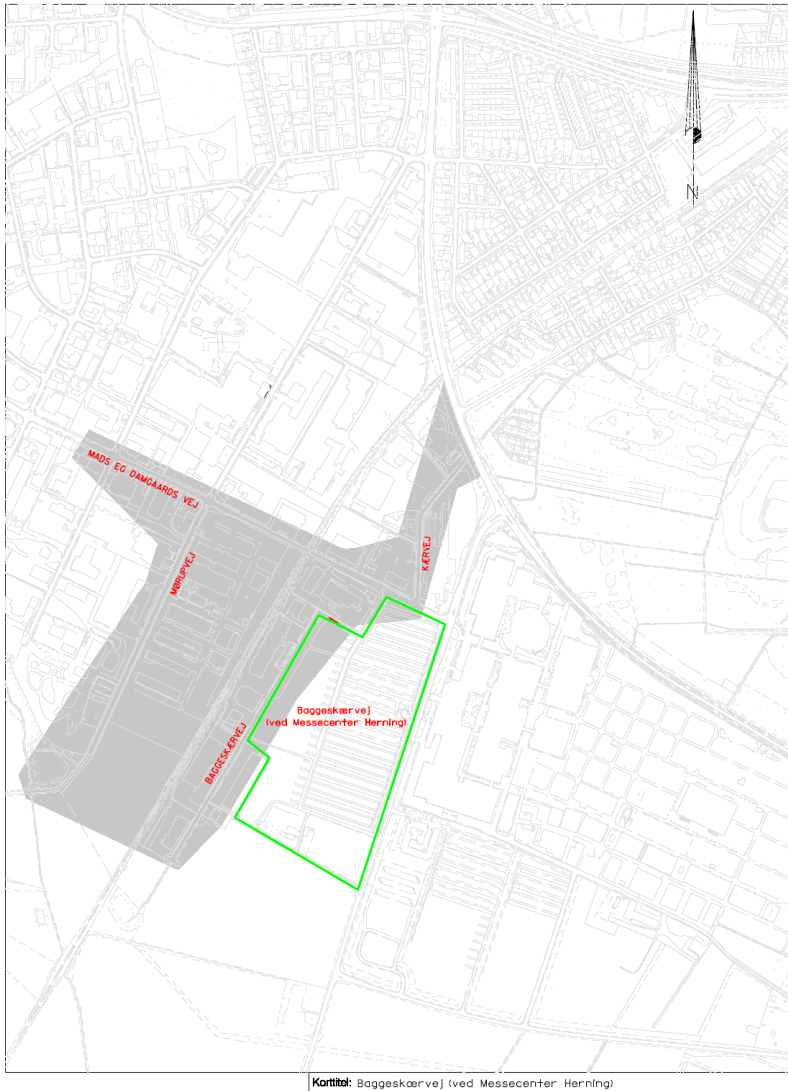 N
MADS EG DAMGAARDS VEJ
MØRUPVEJ
KÆRVEJ
Baggeskærvej
(ved Messecenter Herning)
BAGGESKÆRVEJ
Korttitel: Baggeskærvej (ved Messecenter Herning)